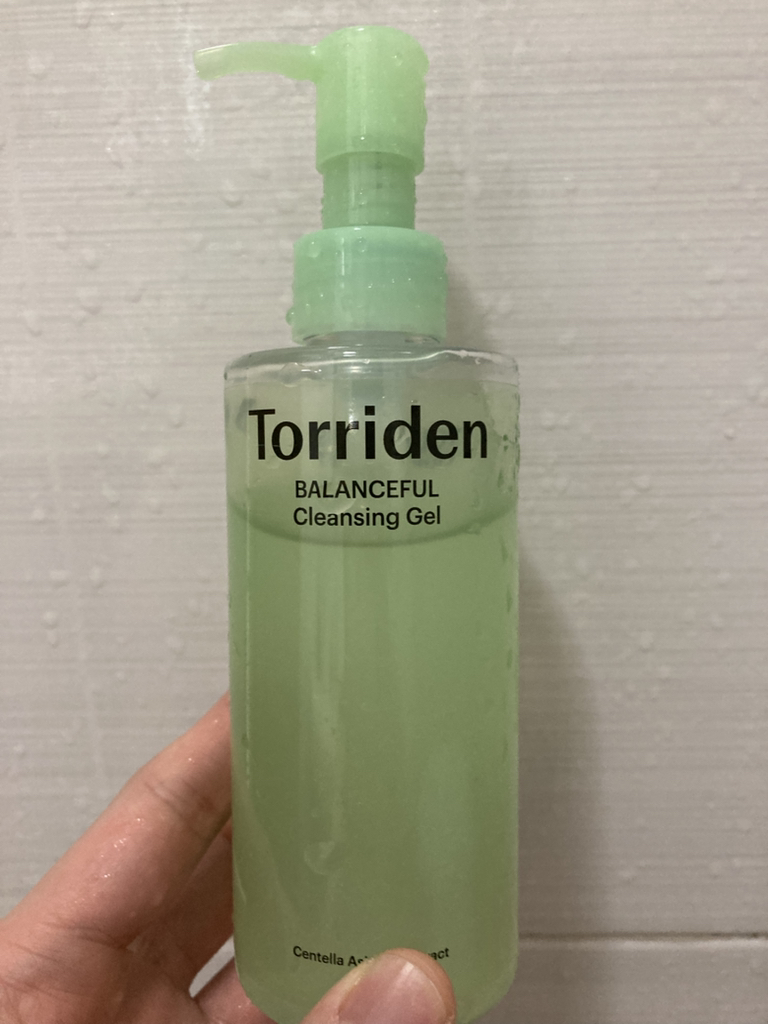 Torriden
BALANCEFUL
Cleansing Gel
Centella